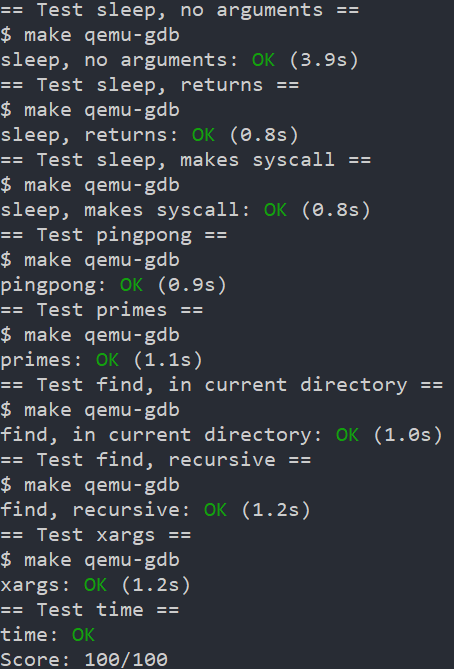 == Test sleep, no arguments ==
$ make qemu-gdb
sleep, no arguments: OK (3.9s)
== Test sleep, returns ==
$ make qemu-gdb
sleep, returns: OK (0.8s)
== Test sleep, makes syscall ==
$ make qemu-gdb
sleep, makes syscall: OK (0.8s)
== Test pingpong ==
$ make qemu-gdb
pingpong: OK (0.9s)
== Test primes ==
$ make qemu-gdb
primes: OK (1.1s)
== Test find, in current directory ==
$ make qemu-gdb
find, in current directory: OK (1.0s)
== Test find, recursive ==
$ make qemu-gdb
find, recursive: OK (1.2s)
== Test xargs ==
$ make qemu-gdb
xargs: OK (1.2s)
== Test time ==
time: OK
Score: 100/100